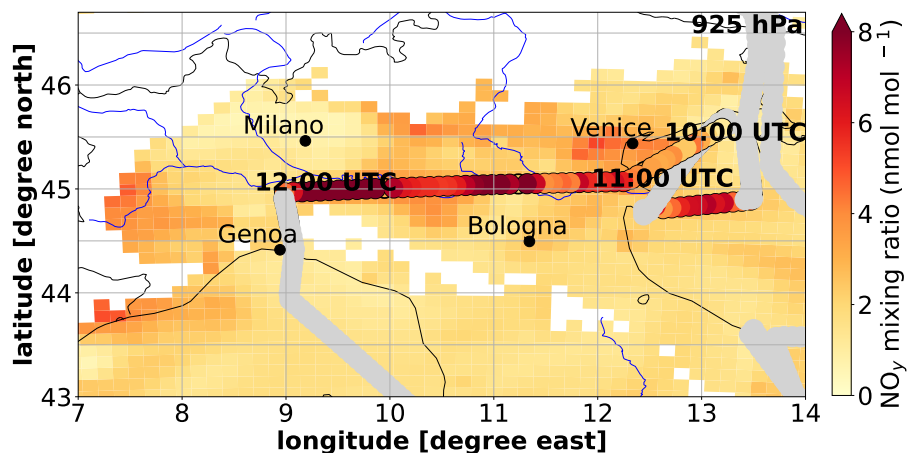 925 hPa
8
46
Milano
Venice
10:00 UTC
6
12:00 UTC
11:00 UTC
45
Genoa
Bologna
4
44
2
43
0
7 8 9 10 11 12 13 14
longitude [degree east]
latitude [degree north]
NOy mixing ratio (nmol mol −1)